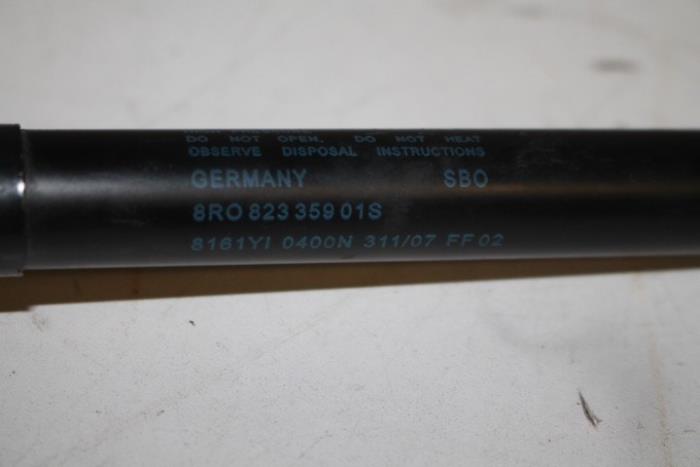 DO NOT OPEN. DO NOT HEAT
OBSERVE DISPOSAL INSTRUCTIONS
GERMANY SBO
8R0 823 359 01S
8161YI 0400N 311/07 FF 02